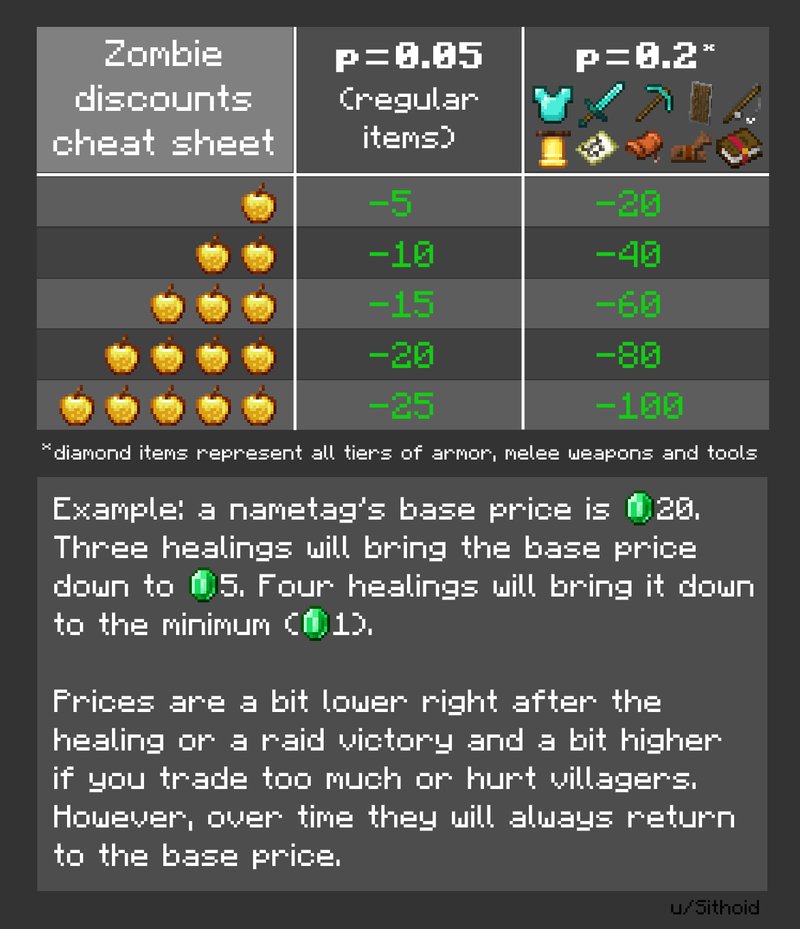 Zombie
discounts
cheat sheet
p=0.05
(regular
items)
p=0.2*
-5
-20
-10
-40
-15
-60
-20
-80
-25
-100
*diamond items represent all tiers of armor, melee weapons and tools
Example: a nametag's base price is 20.
Three healings will bring the base price
down to 5. Four healings will bring it down
to the minimum (1).
Prices are a bit lower right after the
healing or a raid victory and a bit higher
if you trade too much or hurt villagers.
However, over time they will always return
to the base price.
u/Sithoid